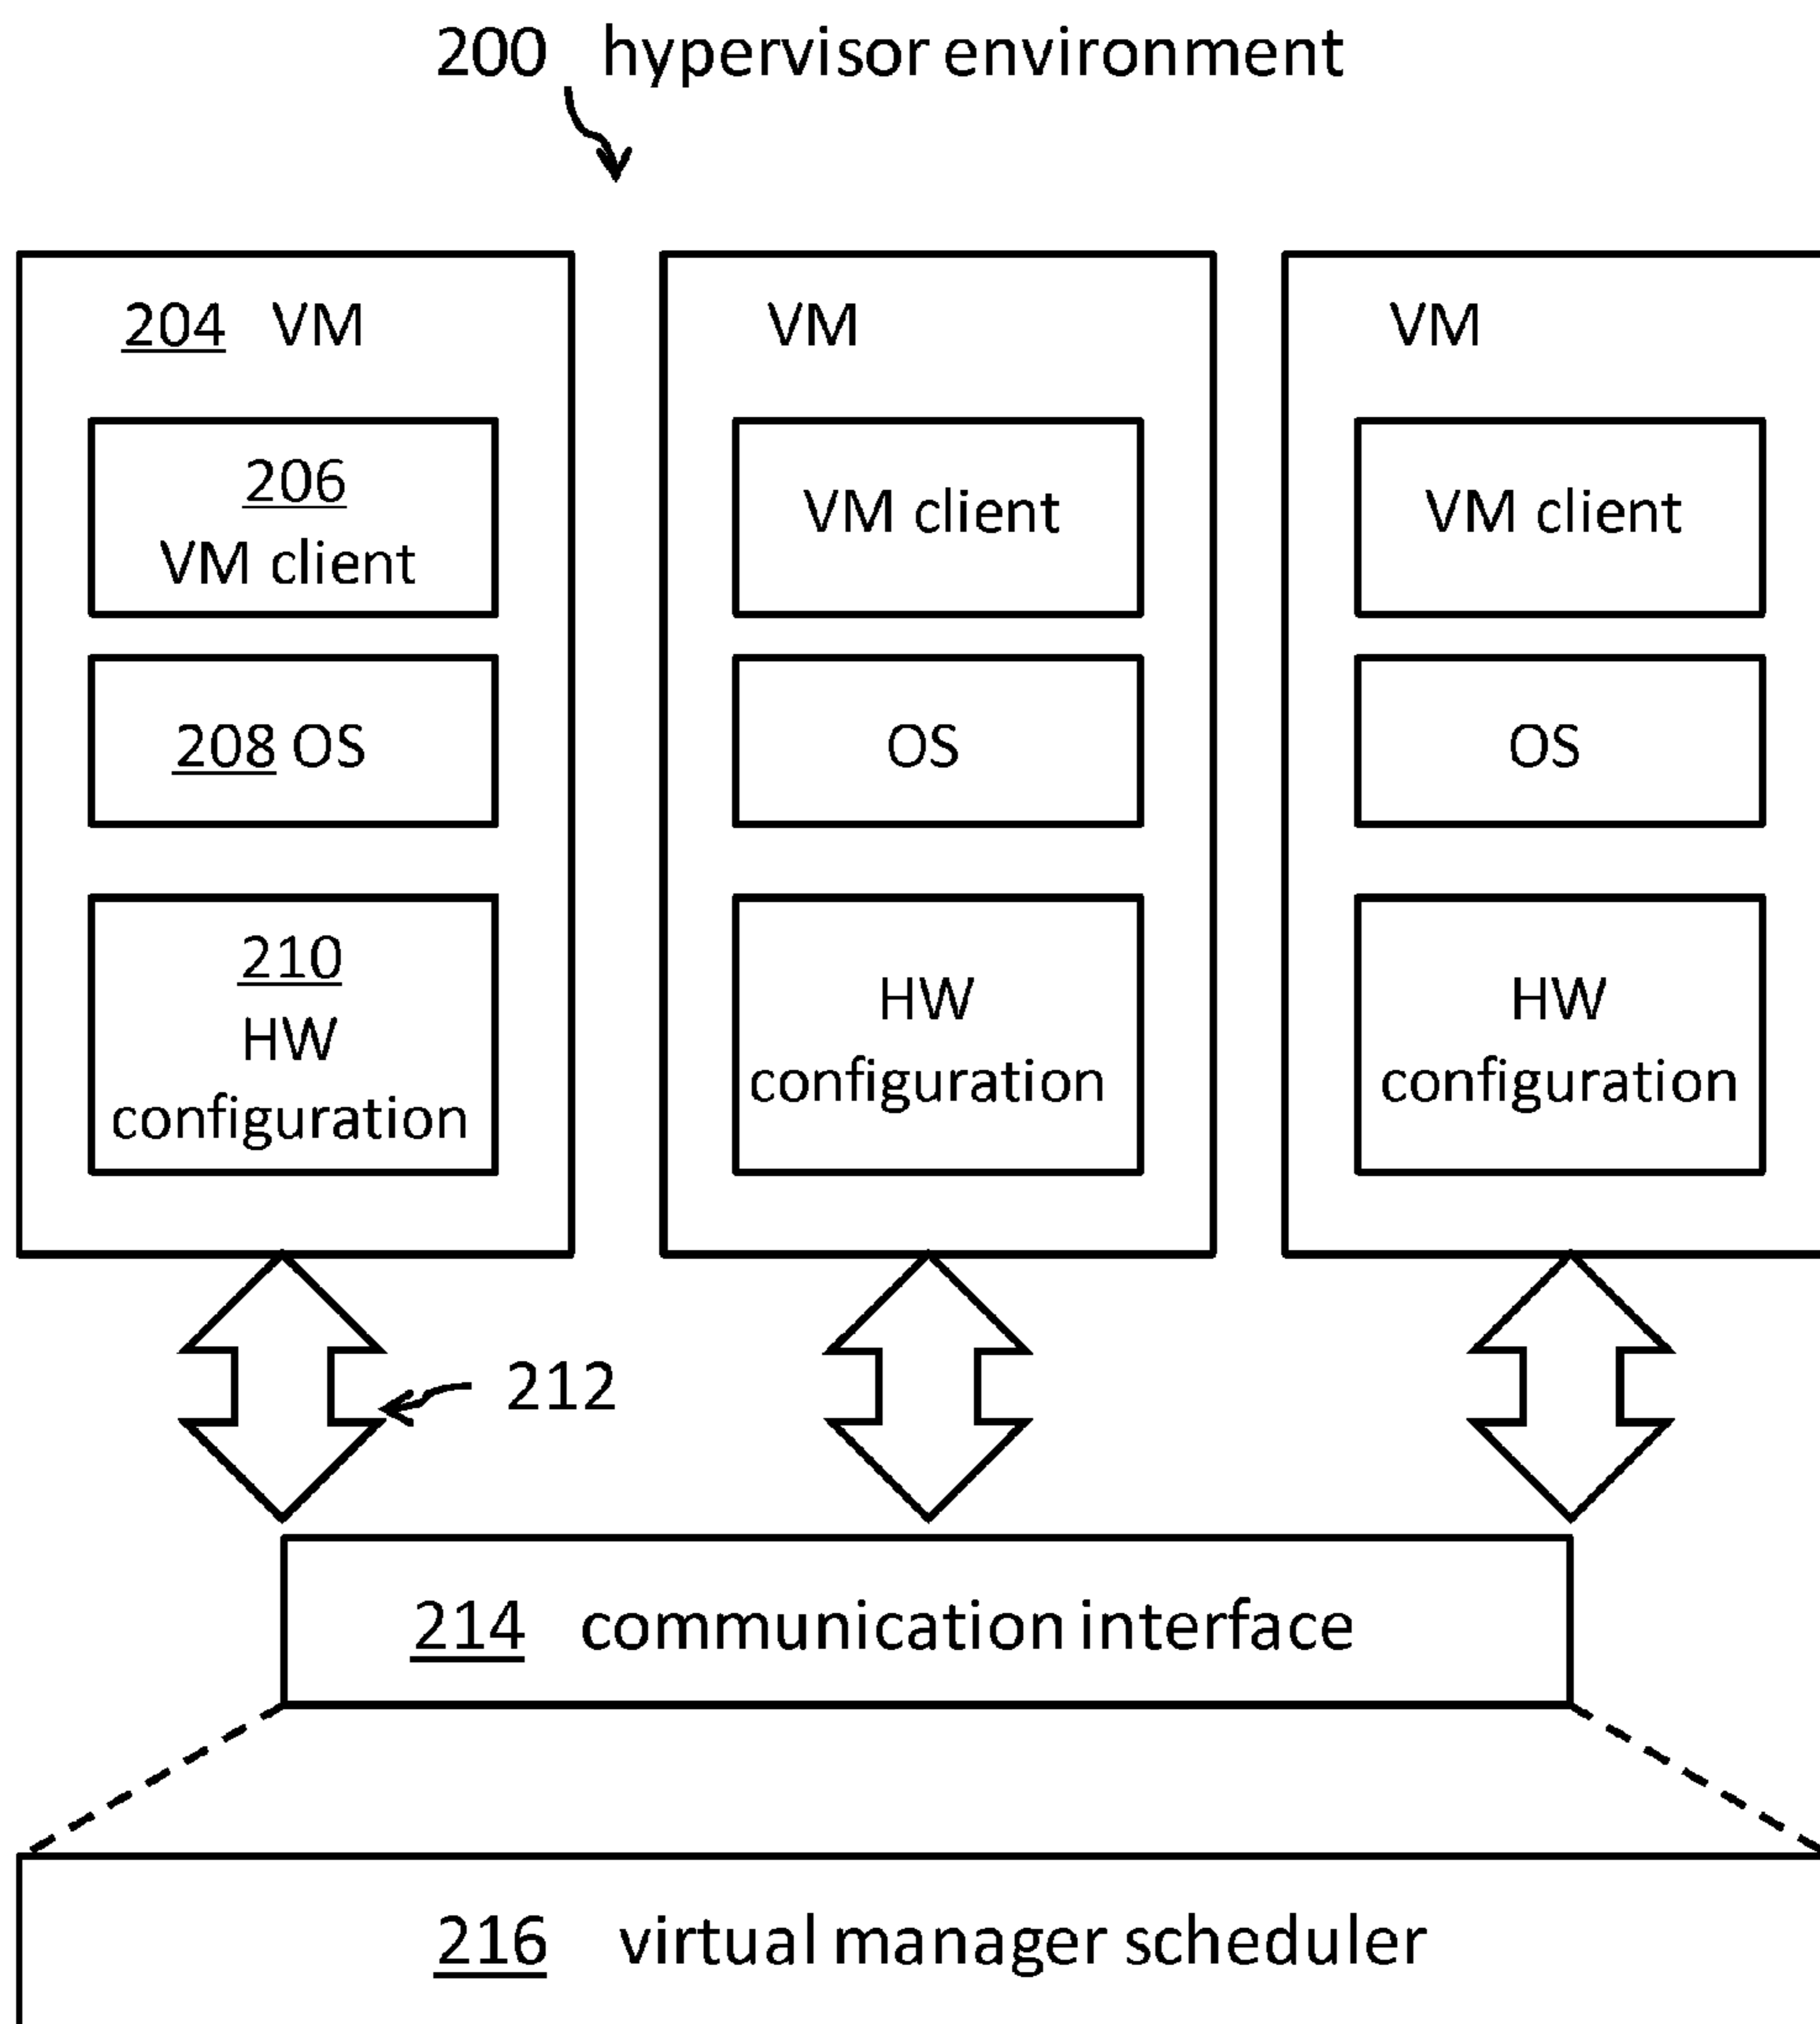 200 hypervisor environment
204 VM
206
VM client
208 OS
210
HW
configuration
VM
VM client
OS
HW
configuration
VM
VM client
OS
HW
configuration
212
214 communication interface
216 virtual manager scheduler